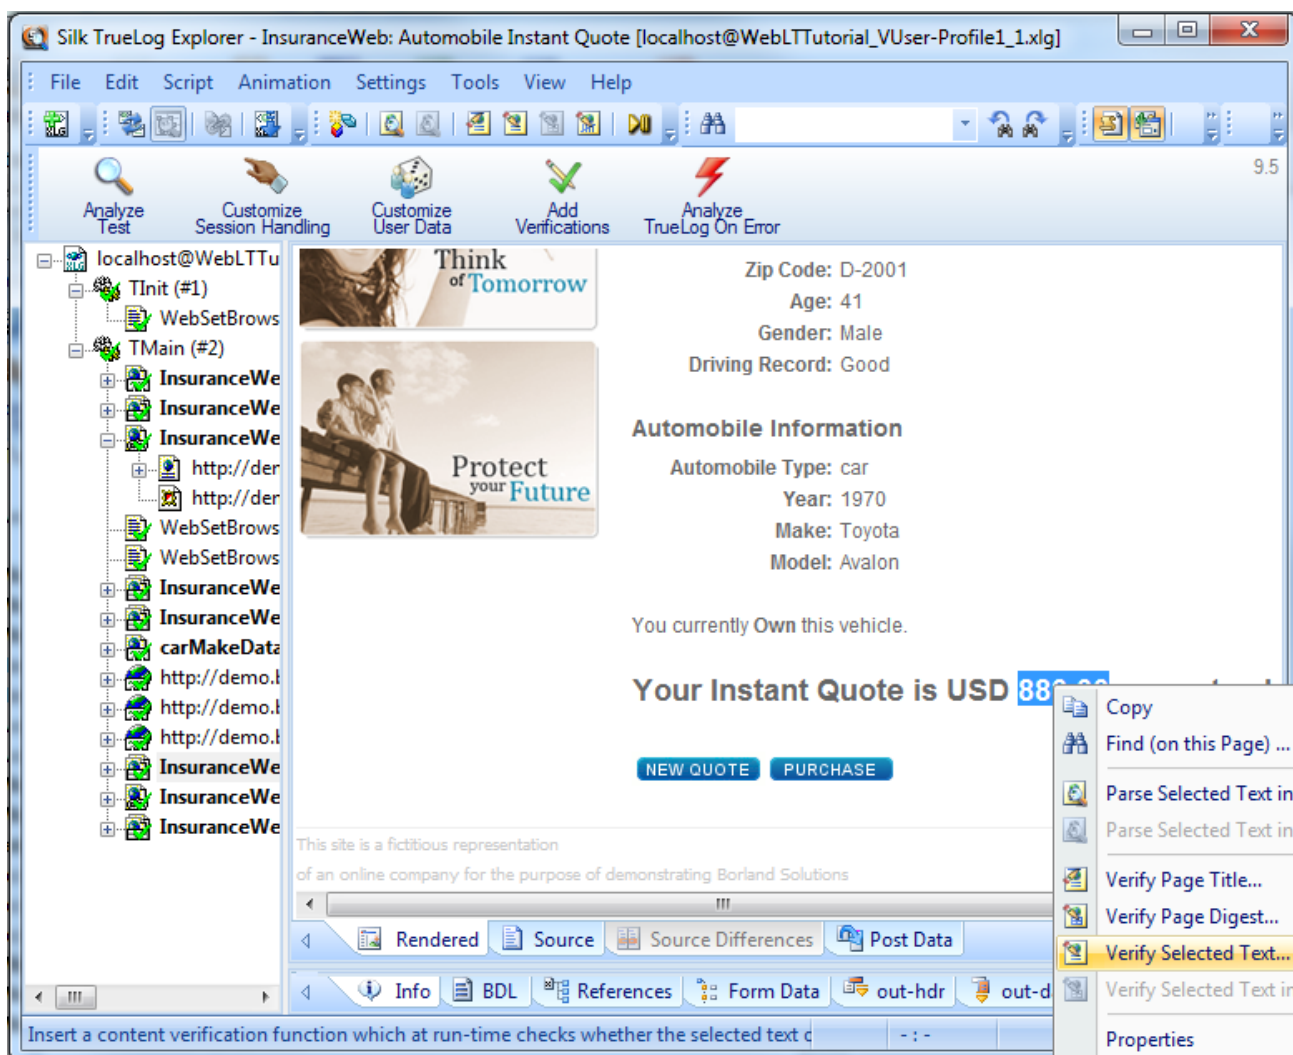 Silk TrueLog Explorer - InsuranceWeb: Automobile Instant Quote [localhost@WebLTTutorial_VUser-Profile1_1.xlg]
File Edit Script Animation Settings Tools View Help
9.5
Analyze Test
Customize Session Handling
Customize User Data
Add Verifications
Analyze TrueLog On Error
localhost@WebLTTu
TInit (#1)
WebSetBrows
TMain (#2)
InsuranceWe
InsuranceWe
InsuranceWe
http://der
http://der
WebSetBrows
WebSetBrows
InsuranceWe
InsuranceWe
carMakeData
http://demo.b
http://demo.b
http://demo.b
InsuranceWe
InsuranceWe
InsuranceWe
Think
of Tomorrow
Protect
your Future
Zip Code: D-2001
Age: 41
Gender: Male
Driving Record: Good
Automobile Information
Automobile Type: car
Year: 1970
Make: Toyota
Model: Avalon
You currently Own this vehicle.
Your Instant Quote is USD
NEW QUOTE PURCHASE
This site is a fictitious representation
of an online company for the purpose of demonstrating Borland Solutions
Copy
Find (on this Page) ...
Parse Selected Text in
Parse Selected Text in
Verify Page Title...
Verify Page Digest...
Verify Selected Text...
Verify Selected Text in
Properties
Rendered Source Source Differences Post Data
Info BDL References Form Data out-hdr out-d
Insert a content verification function which at run-time checks whether the selected text
- : -